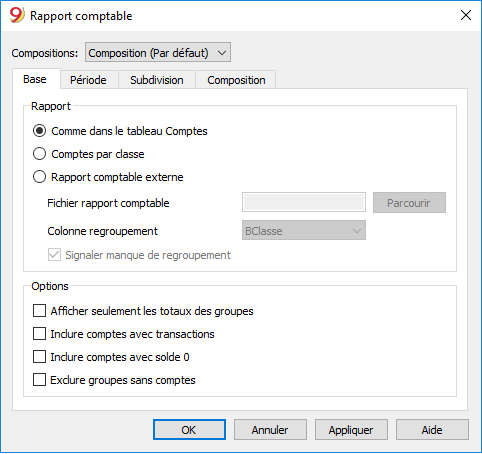 Rapport comptable
Compositions: Composition (Par défaut)
Base Période Subdivision Composition
Rapport
Comme dans le tableau Comptes
Comptes par classe
Rapport comptable externe
Fichier rapport comptable Parcourir
Colonne regroupement BClasse
Signaler manque de regroupement
Options
Afficher seulement les totaux des groupes
Inclure comptes avec transactions
Inclure comptes avec solde 0
Exclure groupes sans comptes
OK Annuler Appliquer Aide